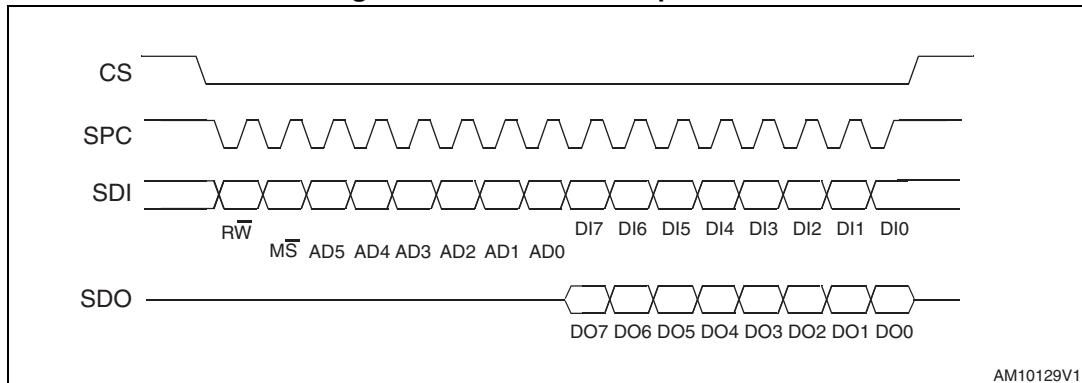 CS
SPC
SDI
RW̅ DI7 DI6 DI5 DI4 DI3 DI2 DI1 DI0
MS̅ AD5 AD4 AD3 AD2 AD1 AD0
SDO
DO7 DO6 DO5 DO4 DO3 DO2 DO1 DO0
AM10129V1